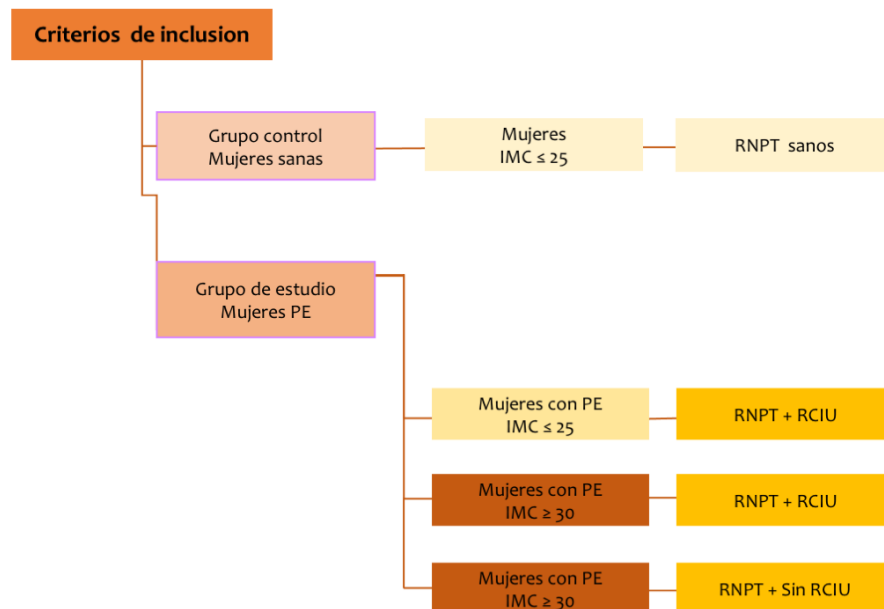 Criterios de inclusion
Grupo control
Mujeres sanas
Mujeres
IMC ≤ 25
RNPT sanos
Grupo de estudio
Mujeres PE
Mujeres con PE
IMC ≤ 25
RNPT + RCIU
Mujeres con PE
IMC ≥ 30
RNPT + RCIU
Mujeres con PE
IMC ≥ 30
RNPT + Sin RCIU